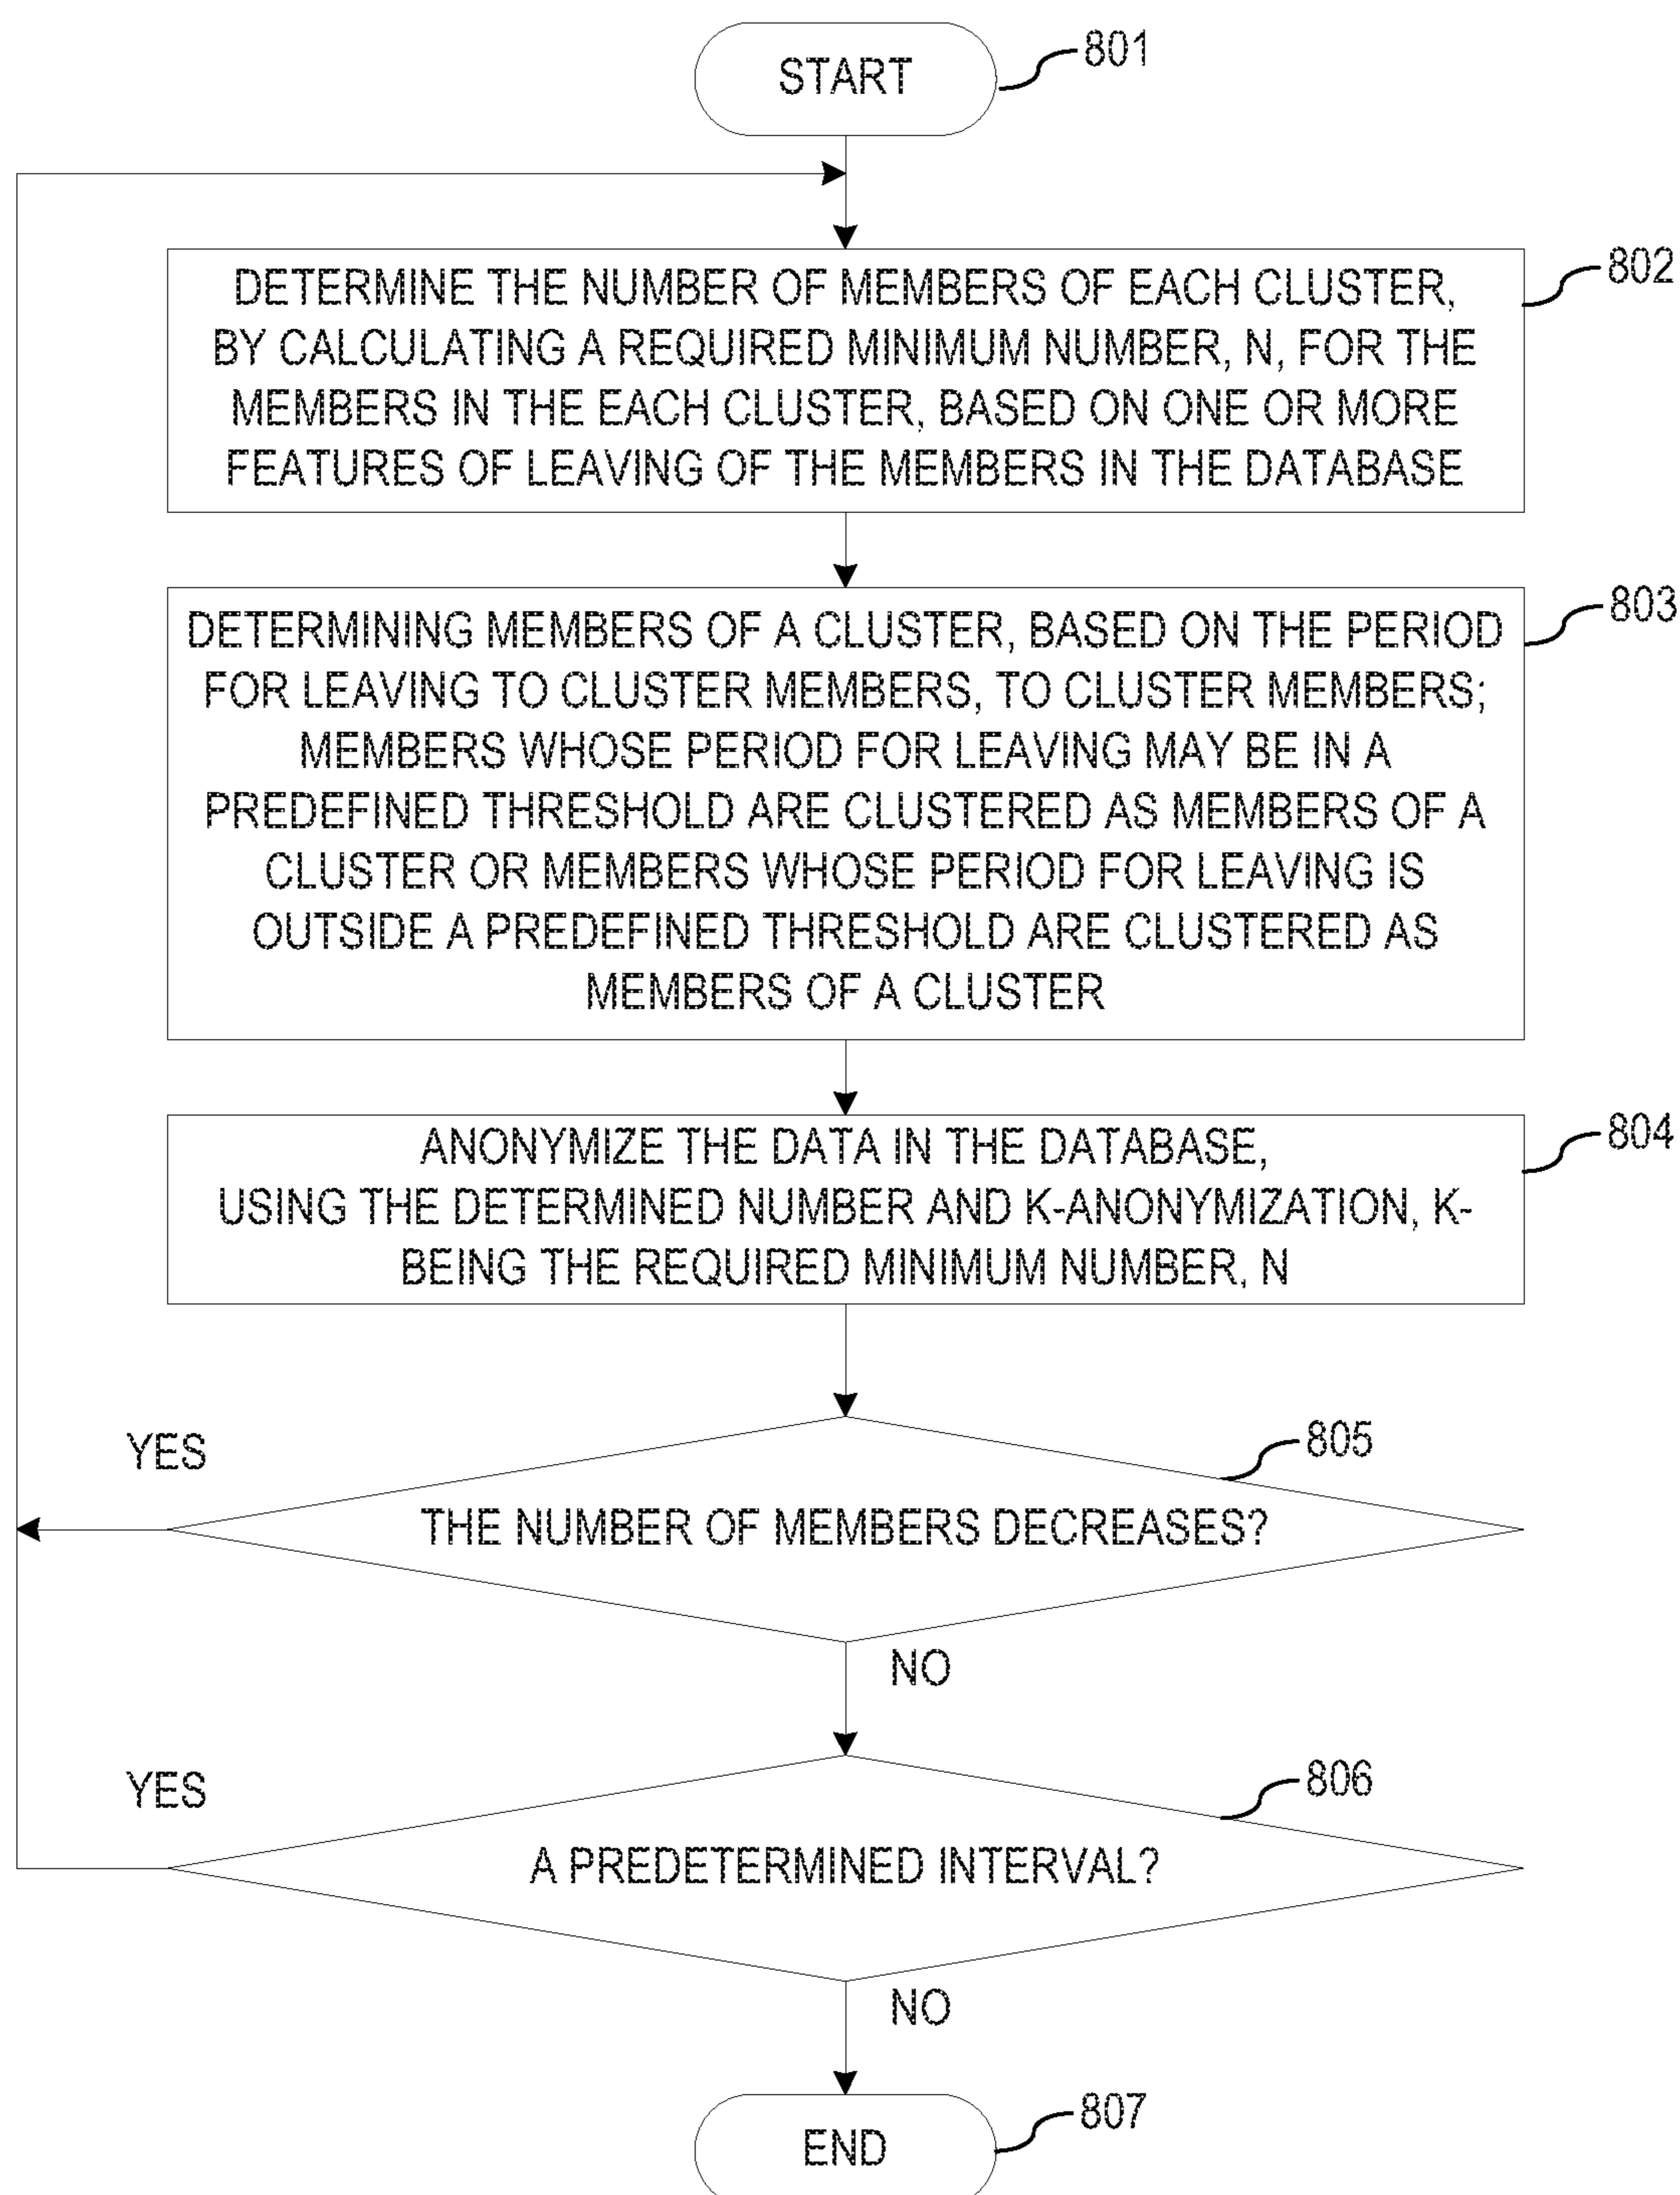 START
801
DETERMINE THE NUMBER OF MEMBERS OF EACH CLUSTER,
BY CALCULATING A REQUIRED MINIMUM NUMBER, N, FOR THE
MEMBERS IN THE EACH CLUSTER, BASED ON ONE OR MORE
FEATURES OF LEAVING OF THE MEMBERS IN THE DATABASE
802
DETERMINING MEMBERS OF A CLUSTER, BASED ON THE PERIOD
FOR LEAVING TO CLUSTER MEMBERS, TO CLUSTER MEMBERS;
MEMBERS WHOSE PERIOD FOR LEAVING MAY BE IN A
PREDEFINED THRESHOLD ARE CLUSTERED AS MEMBERS OF A
CLUSTER OR MEMBERS WHOSE PERIOD FOR LEAVING IS
OUTSIDE A PREDEFINED THRESHOLD ARE CLUSTERED AS
MEMBERS OF A CLUSTER
803
ANONYMIZE THE DATA IN THE DATABASE,
USING THE DETERMINED NUMBER AND K-ANONYMIZATION, K-
BEING THE REQUIRED MINIMUM NUMBER, N
804
YES
805
THE NUMBER OF MEMBERS DECREASES?
NO
YES
806
A PREDETERMINED INTERVAL?
NO
END
807